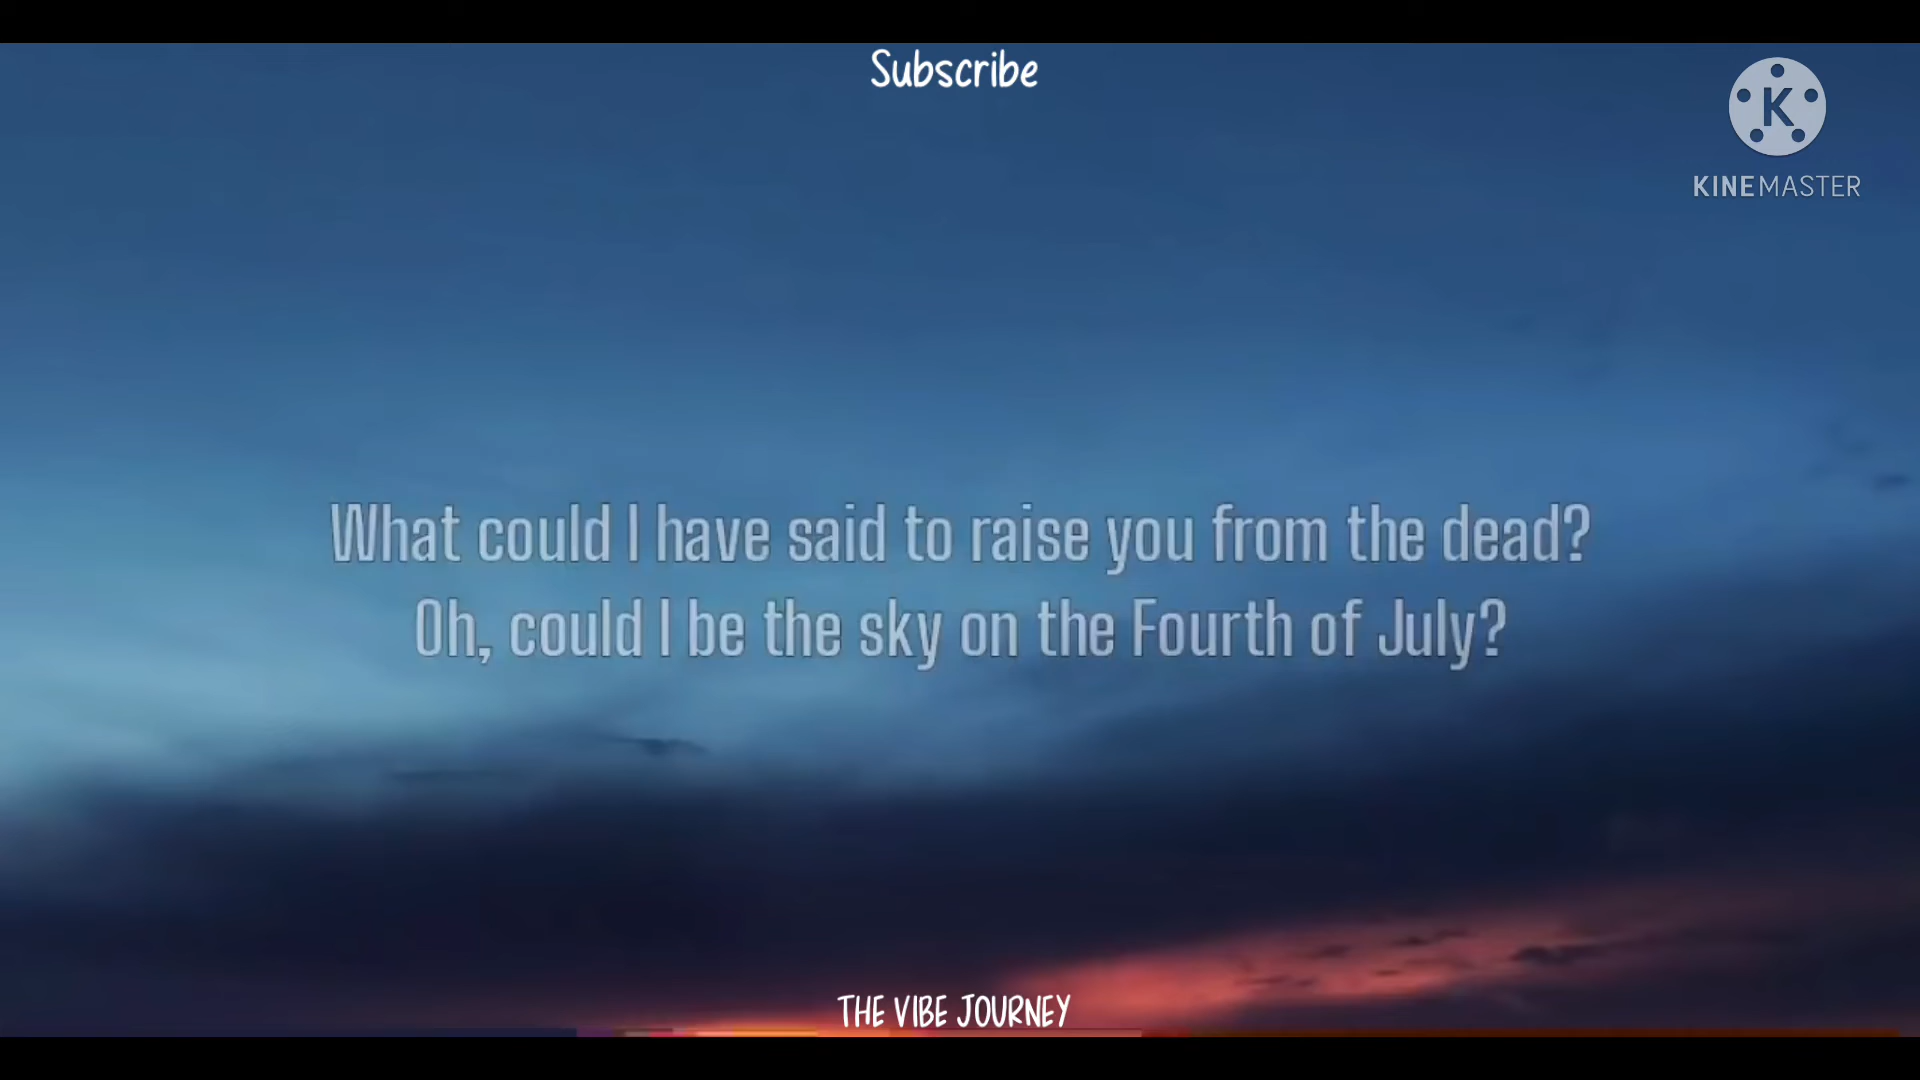 Subscribe
K
KINEMASTER
What could I have said to raise you from the dead?
Oh, could I be the sky on the Fourth of July?
THE VIBE JOURNEY